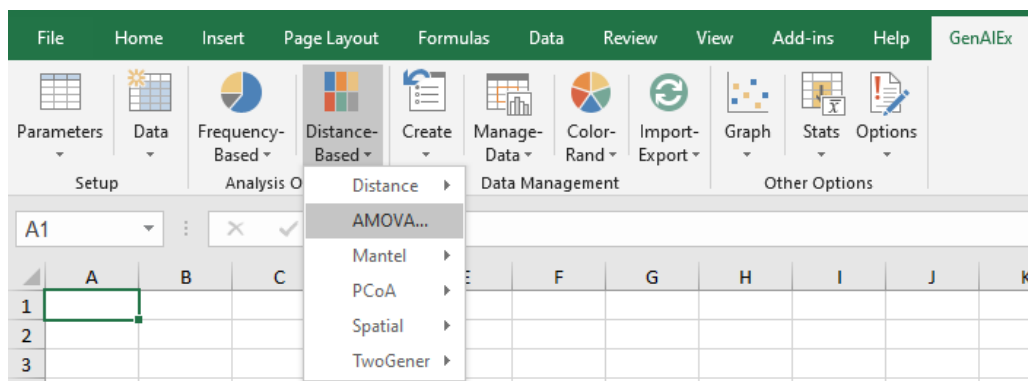 File Home Insert Page Layout Formulas Data Review View Add-ins Help GenAlEx
Parameters Data Frequency- Distance- Create Manage- Color- Import- Graph Stats Options
Based Based Data Rand Export
Setup Analysis O Data Management Other Options
Distance
AMOVA...
Mantel
PCoA
Spatial
TwoGener
A1
A B C E F G H I J K
1
2
3